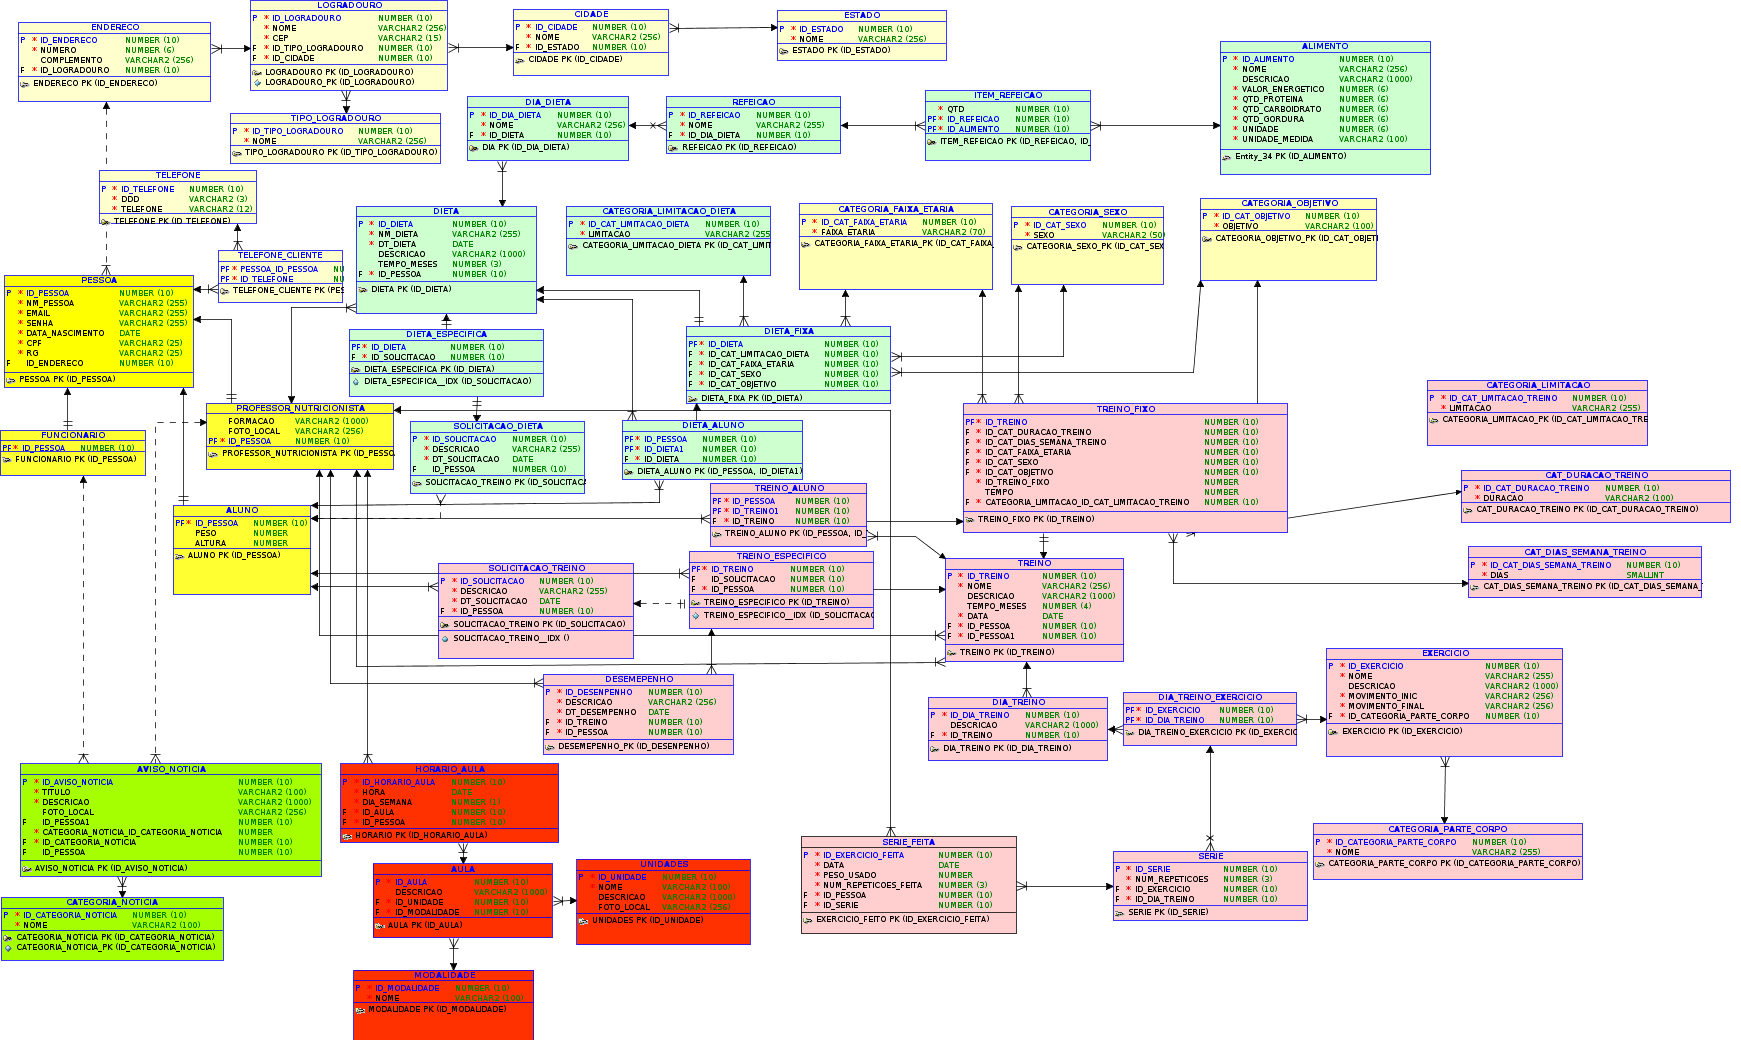 ENDERECO
P * ID_ENDERECO NUMBER (10)
* NUMERO NUMBER (6)
COMPLEMENTO VARCHAR2 (256)
F * ID_LOGRADOURO NUMBER (10)
ENDERECO PK (ID_ENDERECO)
LOGRADOURO
P * ID_LOGRADOURO NUMBER (10)
* NOME VARCHAR2 (256)
* CEP VARCHAR2 (15)
F * ID_TIPO_LOGRADOURO NUMBER (10)
F * ID_CIDADE NUMBER (10)
LOGRADOURO PK (ID_LOGRADOURO)
LOGRADOURO_PK (ID_LOGRADOURO)
CIDADE
P * ID_CIDADE NUMBER (10)
* NOME VARCHAR2 (256)
F * ID_ESTADO NUMBER (10)
CIDADE PK (ID_CIDADE)
ESTADO
P * ID_ESTADO NUMBER (10)
* NOME VARCHAR2 (256)
ESTADO PK (ID_ESTADO)
ALIMENTO
P * ID_ALIMENTO NUMBER (10)
* NOME VARCHAR2 (256)
DESCRICAO VARCHAR2 (1000)
* VALOR_ENERGETICO NUMBER (6)
* QTD_PROTEINA NUMBER (6)
* QTD_CARBOIDRATO NUMBER (6)
* QTD_GORDURA NUMBER (6)
* UNIDADE NUMBER (6)
* UNIDADE_MEDIDA VARCHAR2 (100)
Entity_34 PK (ID_ALIMENTO)
TIPO_LOGRADOURO
P * ID_TIPO_LOGRADOURO NUMBER (10)
* NOME VARCHAR2 (256)
TIPO_LOGRADOURO PK (ID_TIPO_LOGRADOURO)
DIA_DIETA
P * ID_DIA_DIETA NUMBER (10)
* NOME VARCHAR2 (256)
F * ID_DIETA NUMBER (10)
DIA PK (ID_DIA_DIETA)
REFEICAO
P * ID_REFEICAO NUMBER (10)
* NOME VARCHAR2 (255)
F * ID_DIA_DIETA NUMBER (10)
REFEICAO PK (ID_REFEICAO)
ITEM_REFEICAO
* QTD NUMBER (10)
PF * ID_REFEICAO NUMBER (10)
PF * ID_ALIMENTO NUMBER (10)
ITEM_REFEICAO PK (ID_REFEICAO, ID_
TELEFONE
P * ID_TELEFONE NUMBER (10)
* DDD VARCHAR2 (3)
* TELEFONE VARCHAR2 (12)
TELEFONE PK (ID_TELEFONE)
TELEFONE_CLIENTE
PF * PESSOA_ID_PESSOA NU
PF * ID_TELEFONE NU
TELEFONE_CLIENTE PK (PES
DIETA
P * ID_DIETA NUMBER (10)
* NM_DIETA VARCHAR2 (255)
* DT_DIETA DATE
DESCRICAO VARCHAR2 (1000)
TEMPO_MESES NUMBER (3)
F * ID_PESSOA NUMBER (10)
DIETA PK (ID_DIETA)
CATEGORIA_LIMITACAO_DIETA
P * ID_CAT_LIMITACAO_DIETA NUMBER (10)
* LIMITACAO VARCHAR2 (255
CATEGORIA_LIMITACAO_DIETA PK (ID_CAT_LIMIT
CATEGORIA_FAIXA_ETARIA
P * ID_CAT_FAIXA_ETARIA NUMBER (10)
* FAIXA_ETARIA VARCHAR2 (70)
CATEGORIA_FAIXA_ETARIA PK (ID_CAT_FAIXA_
CATEGORIA_SEXO
P * ID_CAT_SEXO NUMBER (10)
* SEXO VARCHAR2 (50)
CATEGORIA_SEXO PK (ID_CAT_SEX
CATEGORIA_OBJETIVO
P * ID_CAT_OBJETIVO NUMBER (10)
* OBJETIVO VARCHAR2 (100)
CATEGORIA_OBJETIVO_PK (ID_CAT_OBJETI
PESSOA
P * ID_PESSOA NUMBER (10)
* NM_PESSOA VARCHAR2 (255)
* EMAIL VARCHAR2 (255)
* SENHA VARCHAR2 (255)
* DATA_NASCIMENTO DATE
* CPF VARCHAR2 (25)
* RG VARCHAR2 (25)
F ID_ENDERECO NUMBER (10)
PESSOA PK (ID_PESSOA)
DIETA_ESPECIFICA
PF * ID_DIETA NUMBER (10)
F * ID_SOLICITACAO NUMBER (10)
DIETA_ESPECIFICA PK (ID_DIETA)
DIETA_ESPECIFICA__IDX (ID_SOLICITACAO)
DIETA_FIXA
PF * ID_DIETA NUMBER (10)
F * ID_CAT_LIMITACAO_DIETA NUMBER (10)
F * ID_CAT_FAIXA_ETARIA NUMBER (10)
F * ID_CAT_SEXO NUMBER (10)
F * ID_CAT_OBJETIVO NUMBER (10)
DIETA_FIXA PK (ID_DIETA)
FUNCIONARIO
PF * ID_PESSOA NUMBER (10)
FUNCIONARIO PK (ID_PESSOA)
PROFESSOR_NUTRICIONISTA
FORMACAO VARCHAR2 (1000)
FOTO_LOCAL VARCHAR2 (256)
PF * ID_PESSOA NUMBER (10)
PROFESSOR_NUTRICIONISTA PK (ID_PESSO
SOLICITACAO_DIETA
P * ID_SOLICITACAO NUMBER (10)
* DESCRICAO VARCHAR2 (255)
* DT_SOLICITACAO DATE
F ID_PESSOA NUMBER (10)
SOLICITACAO_TREINO PK (ID_SOLICITACA
DIETA_ALUNO
PF * ID_PESSOA NUMBER (10)
PF * ID_DIETA1 NUMBER (10)
F * ID_DIETA NUMBER (10)
DIETA_ALUNO PK (ID_PESSOA, ID_DIETA1)
TREINO_FIXO
PF * ID_TREINO NUMBER (10)
F * ID_CAT_DURACAO_TREINO NUMBER (10)
F * ID_CAT_DIAS_SEMANA_TREINO NUMBER (10)
F * ID_CAT_FAIXA_ETARIA NUMBER (10)
F * ID_CAT_SEXO NUMBER (10)
F * ID_CAT_OBJETIVO NUMBER (10)
* ID_TREINO_FIXO NUMBER
TEMPO NUMBER
F * CATEGORIA_LIMITACAO_ID_CAT_LIMITACAO_TREINO NUMBER (10)
TREINO_FIXO PK (ID_TREINO)
CATEGORIA_LIMITACAO
P * ID_CAT_LIMITACAO_TREINO NUMBER (10)
* LIMITACAO VARCHAR2 (255)
CATEGORIA_LIMITACAO_PK (ID_CAT_LIMITACAO_TRE
CAT_DURACAO_TREINO
P * ID_CAT_DURACAO_TREINO NUMBER (10)
* DURACAO VARCHAR2 (100)
CAT_DURACAO_TREINO PK (ID_CAT_DURACAO_TREINO)
CAT_DIAS_SEMANA_TREINO
P * ID_CAT_DIAS_SEMANA_TREINO NUMBER (10)
* DIAS SMALLINT
CAT_DIAS_SEMANA_TREINO PK (ID_CAT_DIAS_SEMANA_
ALUNO
PF * ID_PESSOA NUMBER (10)
PESO NUMBER
ALTURA NUMBER
ALUNO PK (ID_PESSOA)
TREINO_ALUNO
PF * ID_PESSOA NUMBER (10)
PF * ID_TREINO1 NUMBER (10)
F * ID_TREINO NUMBER (10)
TREINO_ALUNO PK (ID_PESSOA, ID_
SOLICITACAO_TREINO
P * ID_SOLICITACAO NUMBER (10)
* DESCRICAO VARCHAR2 (255)
* DT_SOLICITACAO DATE
F * ID_PESSOA NUMBER (10)
SOLICITACAO_TREINO PK (ID_SOLICITACAO)
SOLICITACAO_TREINO__IDX ()
TREINO_ESPECIFICO
PF * ID_TREINO NUMBER (10)
F ID_SOLICITACAO NUMBER (10)
F * ID_PESSOA NUMBER (10)
TREINO_ESPECIFICO PK (ID_TREINO)
TREINO_ESPECIFICO__IDX (ID_SOLICITACAO
TREINO
P * ID_TREINO NUMBER (10)
* NOME VARCHAR2 (256)
DESCRICAO VARCHAR2 (1000)
TEMPO_MESES NUMBER (4)
* DATA DATE
F * ID_PESSOA NUMBER (10)
F * ID_PESSOA1 NUMBER (10)
TREINO PK (ID_TREINO)
DESEMEPENHO
P * ID_DESENPENHO NUMBER (10)
* DESCRICAO VARCHAR2 (256)
* DT_DESEMPENHO DATE
F * ID_TREINO NUMBER (10)
F * ID_PESSOA NUMBER (10)
DESEMEPENHO_PK (ID_DESENPENHO)
DIA_TREINO
P * ID_DIA_TREINO NUMBER (10)
DESCRICAO VARCHAR2 (1000)
F * ID_TREINO NUMBER (10)
DIA_TREINO PK (ID_DIA_TREINO)
DIA_TREINO_EXERCICIO
PF * ID_EXERCICIO NUMBER (10)
PF * ID_DIA_TREINO NUMBER (10)
DIA_TREINO_EXERCICIO PK (ID_EXERCIC
EXERCICIO
P * ID_EXERCICIO NUMBER (10)
* NOME VARCHAR2 (255)
DESCRICAO VARCHAR2 (1000)
* MOVIMENTO_INIC VARCHAR2 (256)
* MOVIMENTO_FINAL VARCHAR2 (256)
F * ID_CATEGORIA_PARTE_CORPO NUMBER (10)
EXERCICIO PK (ID_EXERCICIO)
AVISO_NOTICIA
P * ID_AVISO_NOTICIA NUMBER (10)
* TITULO VARCHAR2 (100)
* DESCRICAO VARCHAR2 (1000)
FOTO_LOCAL VARCHAR2 (256)
F ID_PESSOA1 NUMBER (10)
* CATEGORIA_NOTICIA_ID_CATEGORIA_NOTICIA NUMBER
F * ID_CATEGORIA_NOTICIA NUMBER (10)
F ID_PESSOA NUMBER (10)
AVISO_NOTICIA PK (ID_AVISO_NOTICIA)
HORARIO_AULA
P * ID_HORARIO_AULA NUMBER (10)
* HORA DATE
* DIA_SEMANA NUMBER (1)
F * ID_AULA NUMBER (10)
F * ID_PESSOA NUMBER (10)
HORARIO PK (ID_HORARIO_AULA)
CATEGORIA_PARTE_CORPO
P * ID_CATEGORIA_PARTE_CORPO NUMBER (10)
* NOME VARCHAR2 (255)
CATEGORIA_PARTE_CORPO PK (ID_CATEGORIA_PARTE_CORPO)
SERIE_FEITA
P * ID_EXERCICIO_FEITA NUMBER (10)
* DATA DATE
* PESO_USADO NUMBER
* NUM_REPETICOES_FEITA NUMBER (3)
F * ID_PESSOA NUMBER (10)
F * ID_SERIE NUMBER (10)
EXERCICIO_FEITO PK (ID_EXERCICIO_FEITA)
SERIE
P * ID_SERIE NUMBER (10)
* NUM_REPETICOES NUMBER (3)
F * ID_EXERCICIO NUMBER (10)
F * ID_DIA_TREINO NUMBER (10)
SERIE PK (ID_SERIE)
AULA
P * ID_AULA NUMBER (10)
DESCRICAO VARCHAR2 (1000)
F * ID_UNIDADE NUMBER (10)
F * ID_MODALIDADE NUMBER (10)
AULA PK (ID_AULA)
UNIDADES
P * ID_UNIDADE NUMBER (10)
* NOME VARCHAR2 (100)
DESCRICAO VARCHAR2 (1000)
FOTO_LOCAL VARCHAR2 (256)
UNIDADES PK (ID_UNIDADE)
CATEGORIA_NOTICIA
P * ID_CATEGORIA_NOTICIA NUMBER (10)
* NOME VARCHAR2 (100)
CATEGORIA_NOTICIA PK (ID_CATEGORIA_NOTICIA)
CATEGORIA_NOTICIA_PK (ID_CATEGORIA_NOTICIA)
MODALIDADE
P * ID_MODALIDADE NUMBER (10)
* NOME VARCHAR2 (100)
MODALIDADE PK (ID_MODALIDADE)